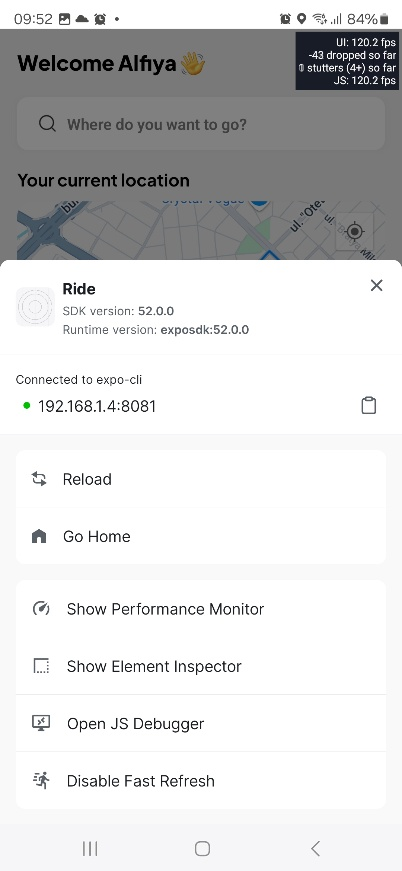 09:52
84%
UI: 120.2 fps
-43 dropped so far
0 stutters (4+) so far
JS: 120.2 fps
Welcome Alfiya 👋
Where do you want to go?
Your current location
Crystal Vogue
ul. "Ote
Ride
SDK version: 52.0.0
Runtime version: exposdk:52.0.0
Connected to expo-cli
192.168.1.4:8081
Reload
Go Home
Show Performance Monitor
Show Element Inspector
Open JS Debugger
Disable Fast Refresh